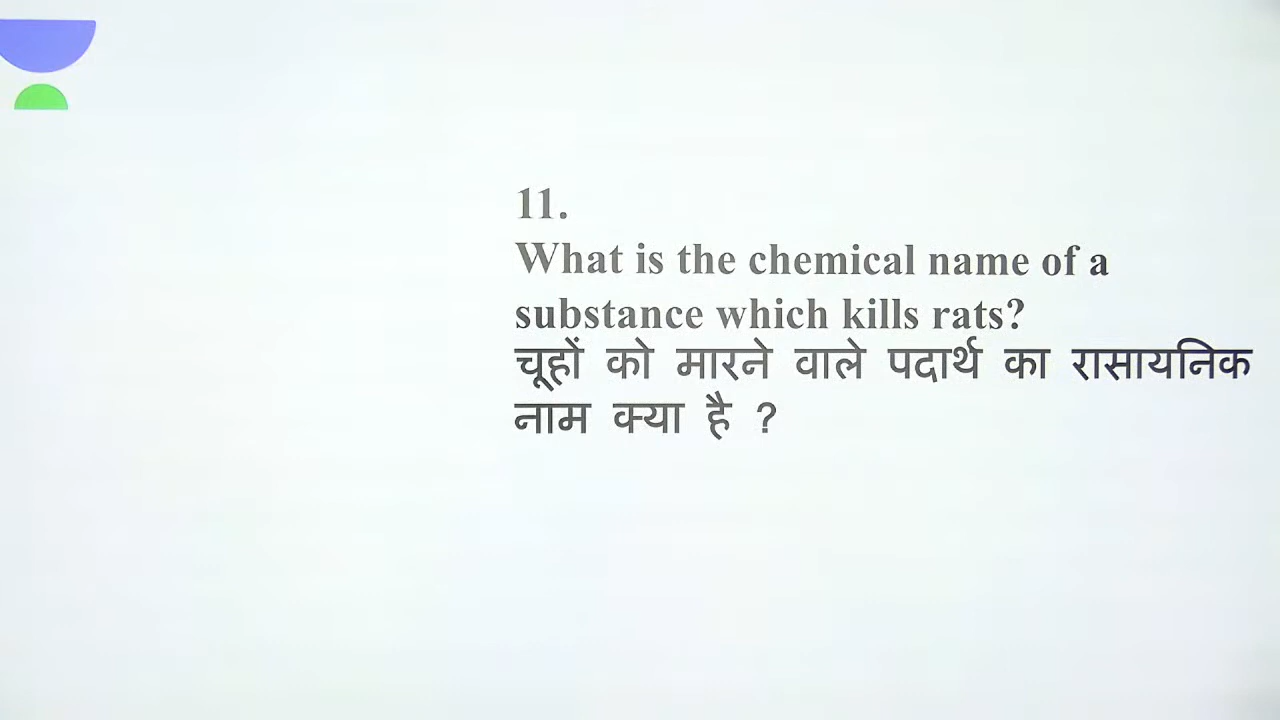 11.
What is the chemical name of a
substance which kills rats?
चूहों को मारने वाले पदार्थ का रासायनिक
नाम क्या है ?